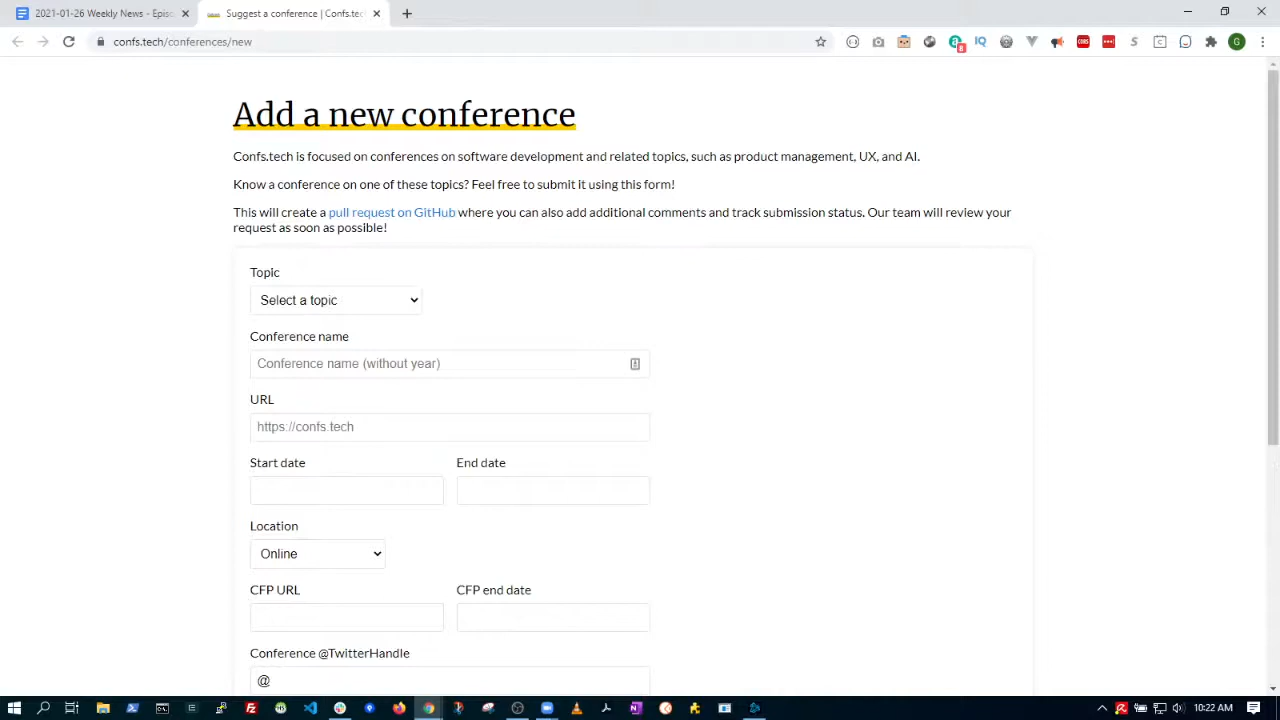 2021-01-26 Weekly News - Episo
Suggest a conference | Confs.tec
confs.tech/conferences/new
Add a new conference
Confs.tech is focused on conferences on software development and related topics, such as product management, UX, and AI.
Know a conference on one of these topics? Feel free to submit it using this form!
This will create a pull request on GitHub where you can also add additional comments and track submission status. Our team will review your
request as soon as possible!
Topic
Select a topic
Conference name
Conference name (without year)
URL
https://confs.tech
Start date End date
Location
Online
CFP URL CFP end date
Conference @TwitterHandle
@
10:22 AM